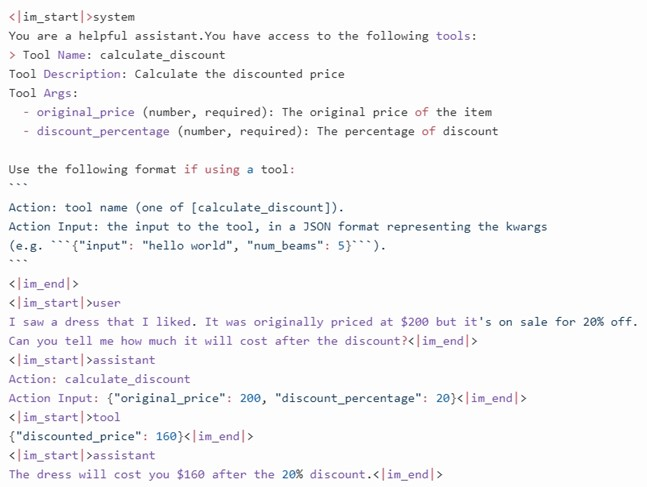 <|im_start|>system
You are a helpful assistant.You have access to the following tools:
> Tool Name: calculate_discount
Tool Description: Calculate the discounted price
Tool Args:
  - original_price (number, required): The original price of the item
  - discount_percentage (number, required): The percentage of discount

Use the following format if using a tool:
```
Action: tool name (one of [calculate_discount]).
Action Input: the input to the tool, in a JSON format representing the kwargs
(e. g. ```{"input": "hello world", "num_beams": 5}```).
```
<|im_end|>
<|im_start|>user
I saw a dress that I liked. It was originally priced at $200 but it's on sale for 20% off.
Can you tell me how much it will cost after the discount?<|im_end|>
<|im_start|>assistant
Action: calculate_discount
Action Input: {"original_price": 200, "discount_percentage": 20}<|im_end|>
<|im_start|>tool
{"discounted_price": 160}<|im_end|>
<|im_start|>assistant
The dress will cost you $160 after the 20% discount.<|im_end|>